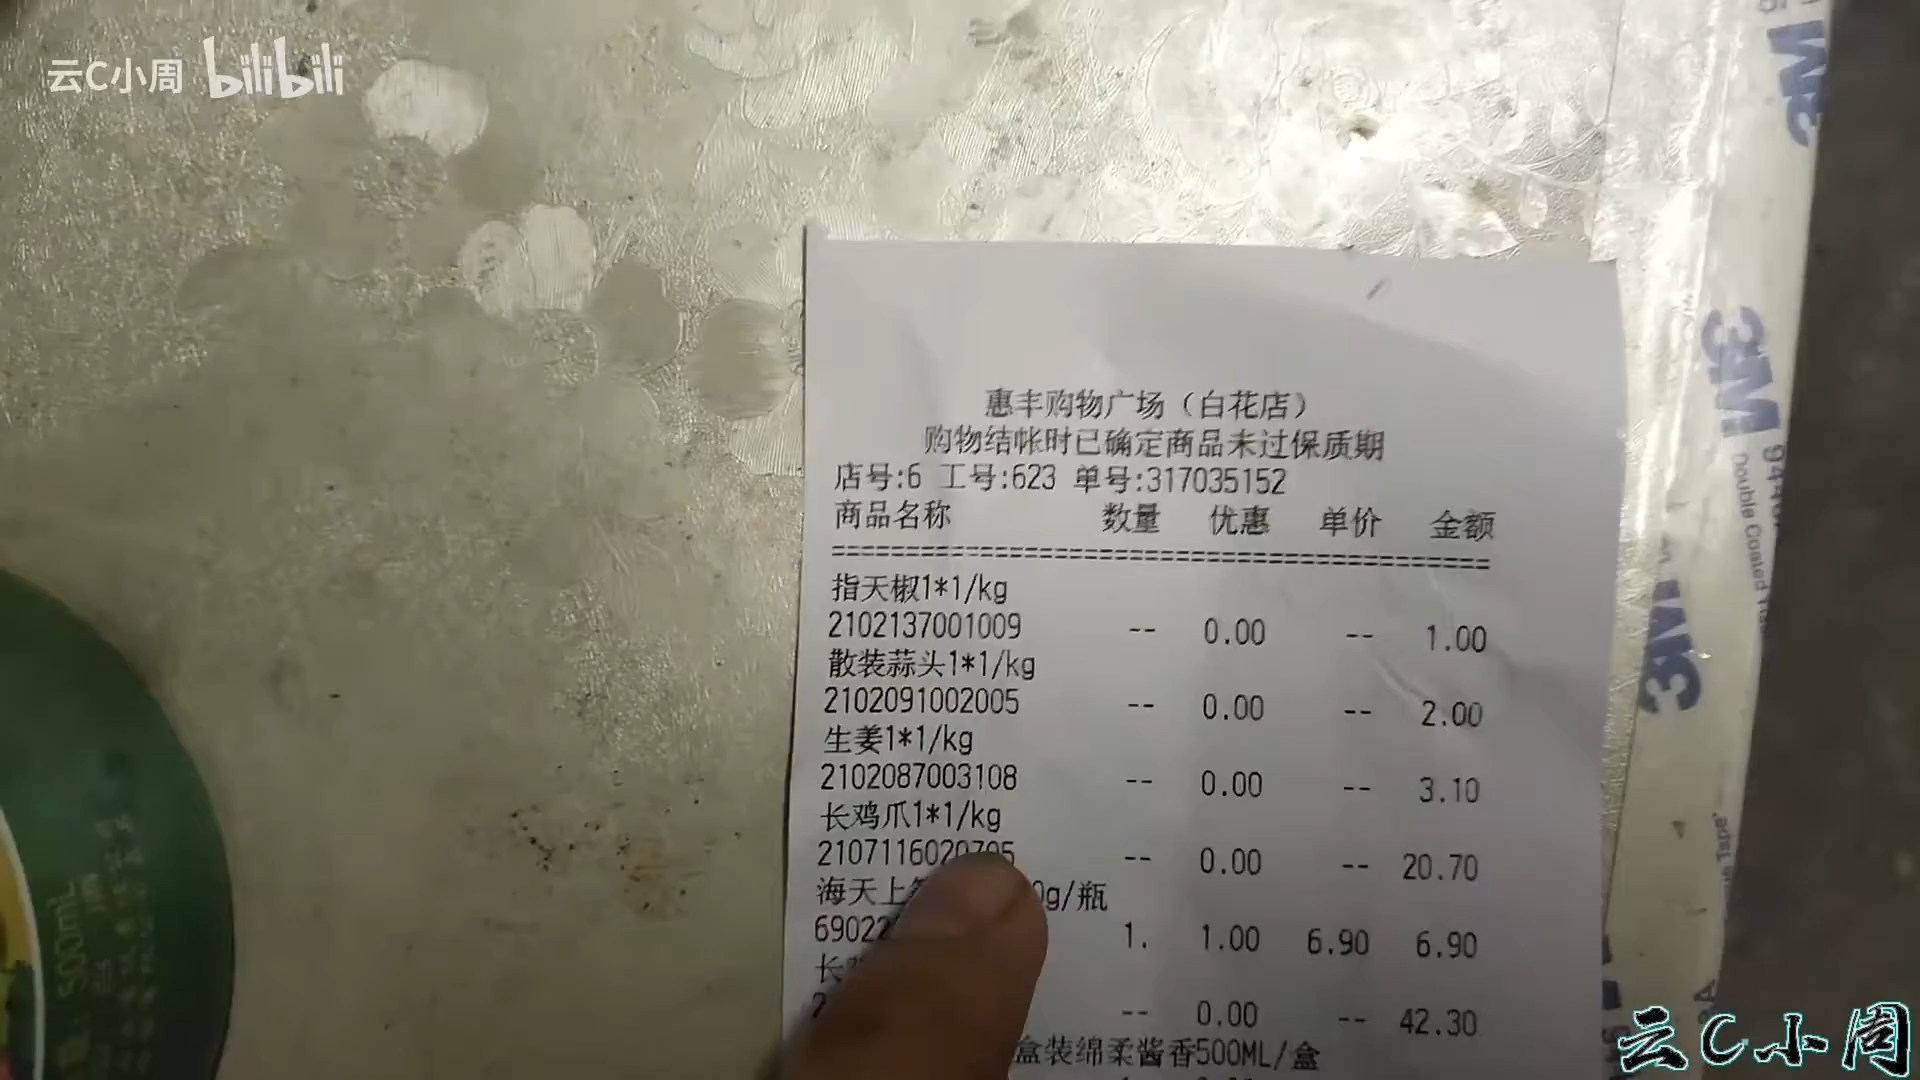 云C小周 bilibili
惠丰购物广场（白花店）
购物结帐时已确定商品未过保质期
店号:6 工号:623 单号:317035152
商品名称 数量 优惠 单价 金额
指天椒1*1/kg
2102137001009 -- 0.00 -- 1.00
散装蒜头1*1/kg
2102091002005 -- 0.00 -- 2.00
生姜1*1/kg
2102087003108 -- 0.00 -- 3.10
长鸡爪1*1/kg
2107116020705 -- 0.00 -- 20.70
海天上 0g/瓶
69022 1. 1.00 6.90 6.90
长
2 -- 0.00 -- 42.30
盒装绵柔酱香500ML/盒
500mL
3M
3M
3M
Double Coated
云C小周